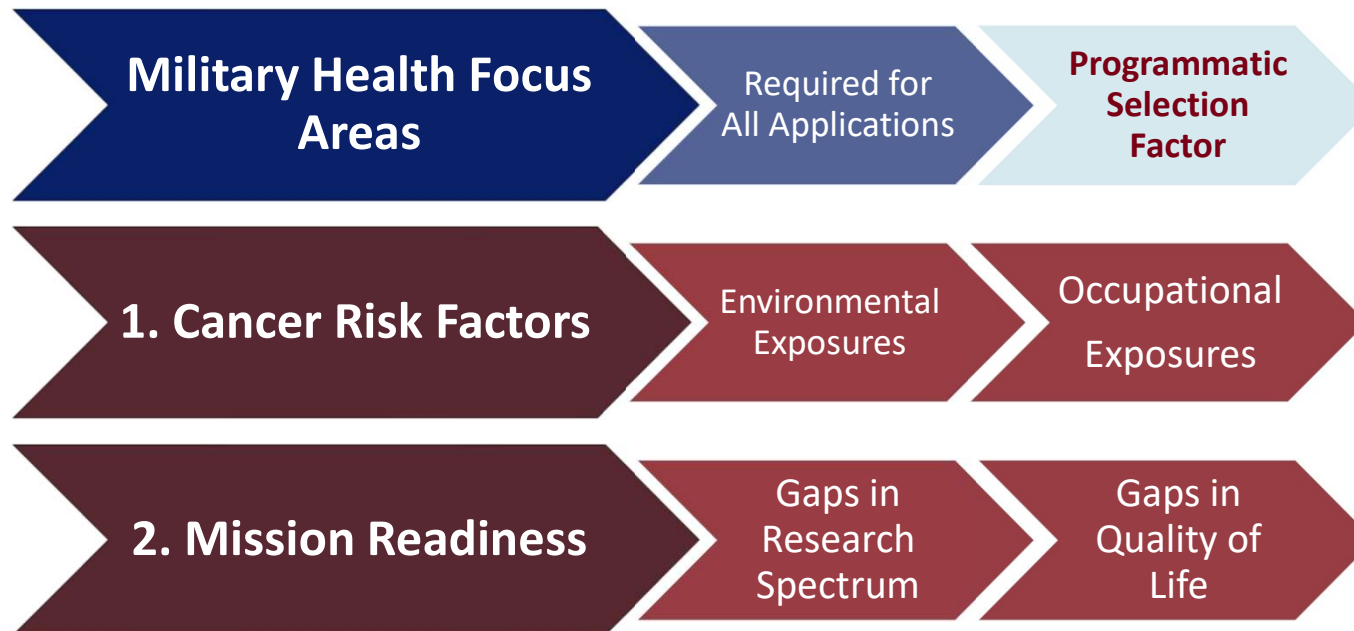 Military Health Focus
Areas
Required for
All Applications
Programmatic
Selection
Factor
1. Cancer Risk Factors
Environmental
Exposures
Occupational
Exposures
2. Mission Readiness
Gaps in
Research
Spectrum
Gaps in
Quality of
Life